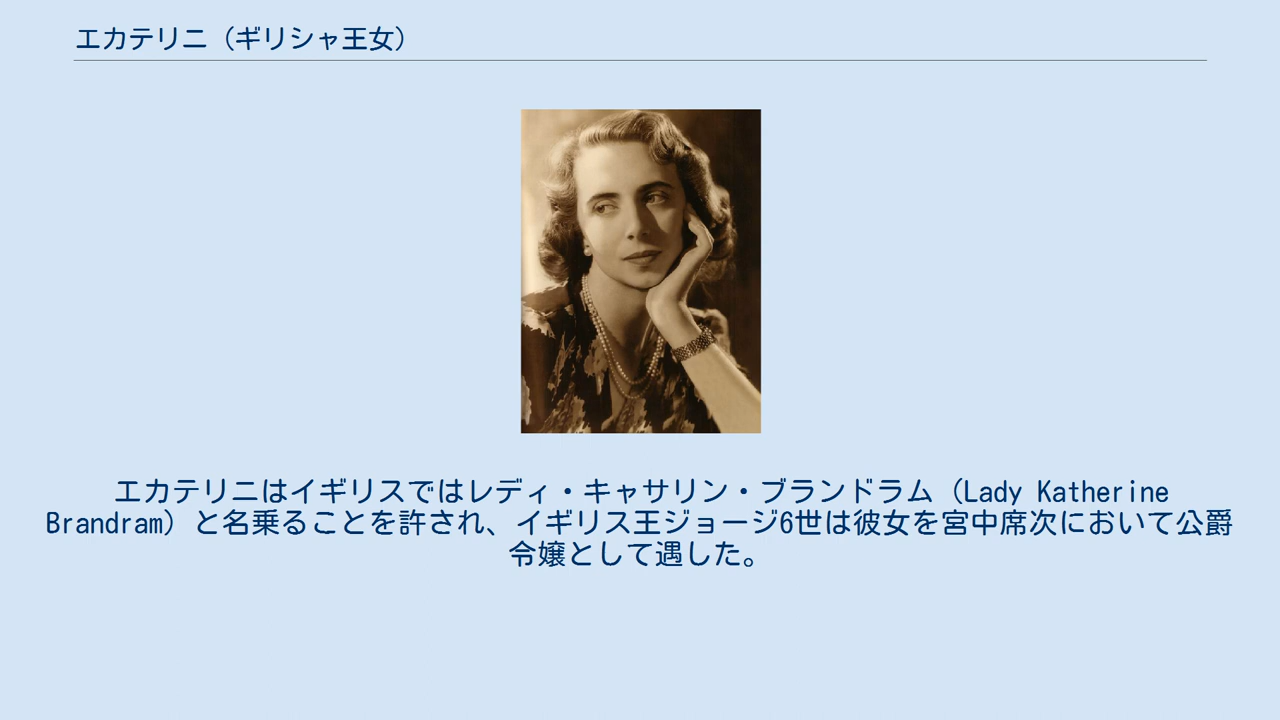 エカテリニ（ギリシャ王女）
エカテリニはイギリスではレディ・キャサリン・ブランドラム（Lady Katherine
Brandram）と名乗ることを許され、イギリス王ジョージ6世は彼女を宮中席次において公爵
令嬢として遇した。